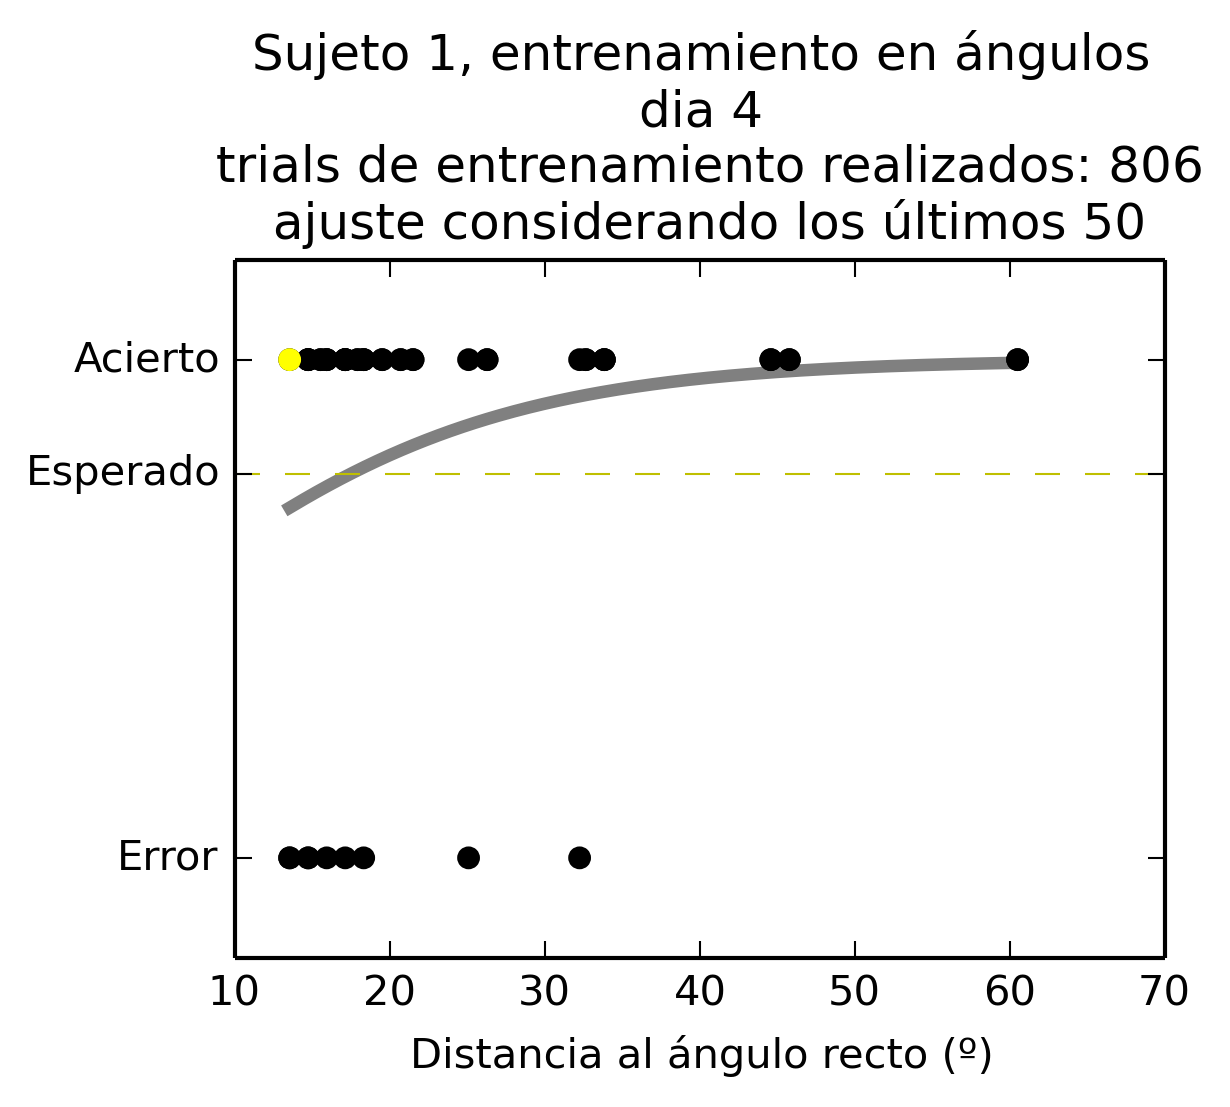 Sujeto 1, entrenamiento en ángulos
dia 4
trials de entrenamiento realizados: 806
ajuste considerando los últimos 50
Acierto
Esperado
Error
10 20 30 40 50 60 70
Distancia al ángulo recto (º)